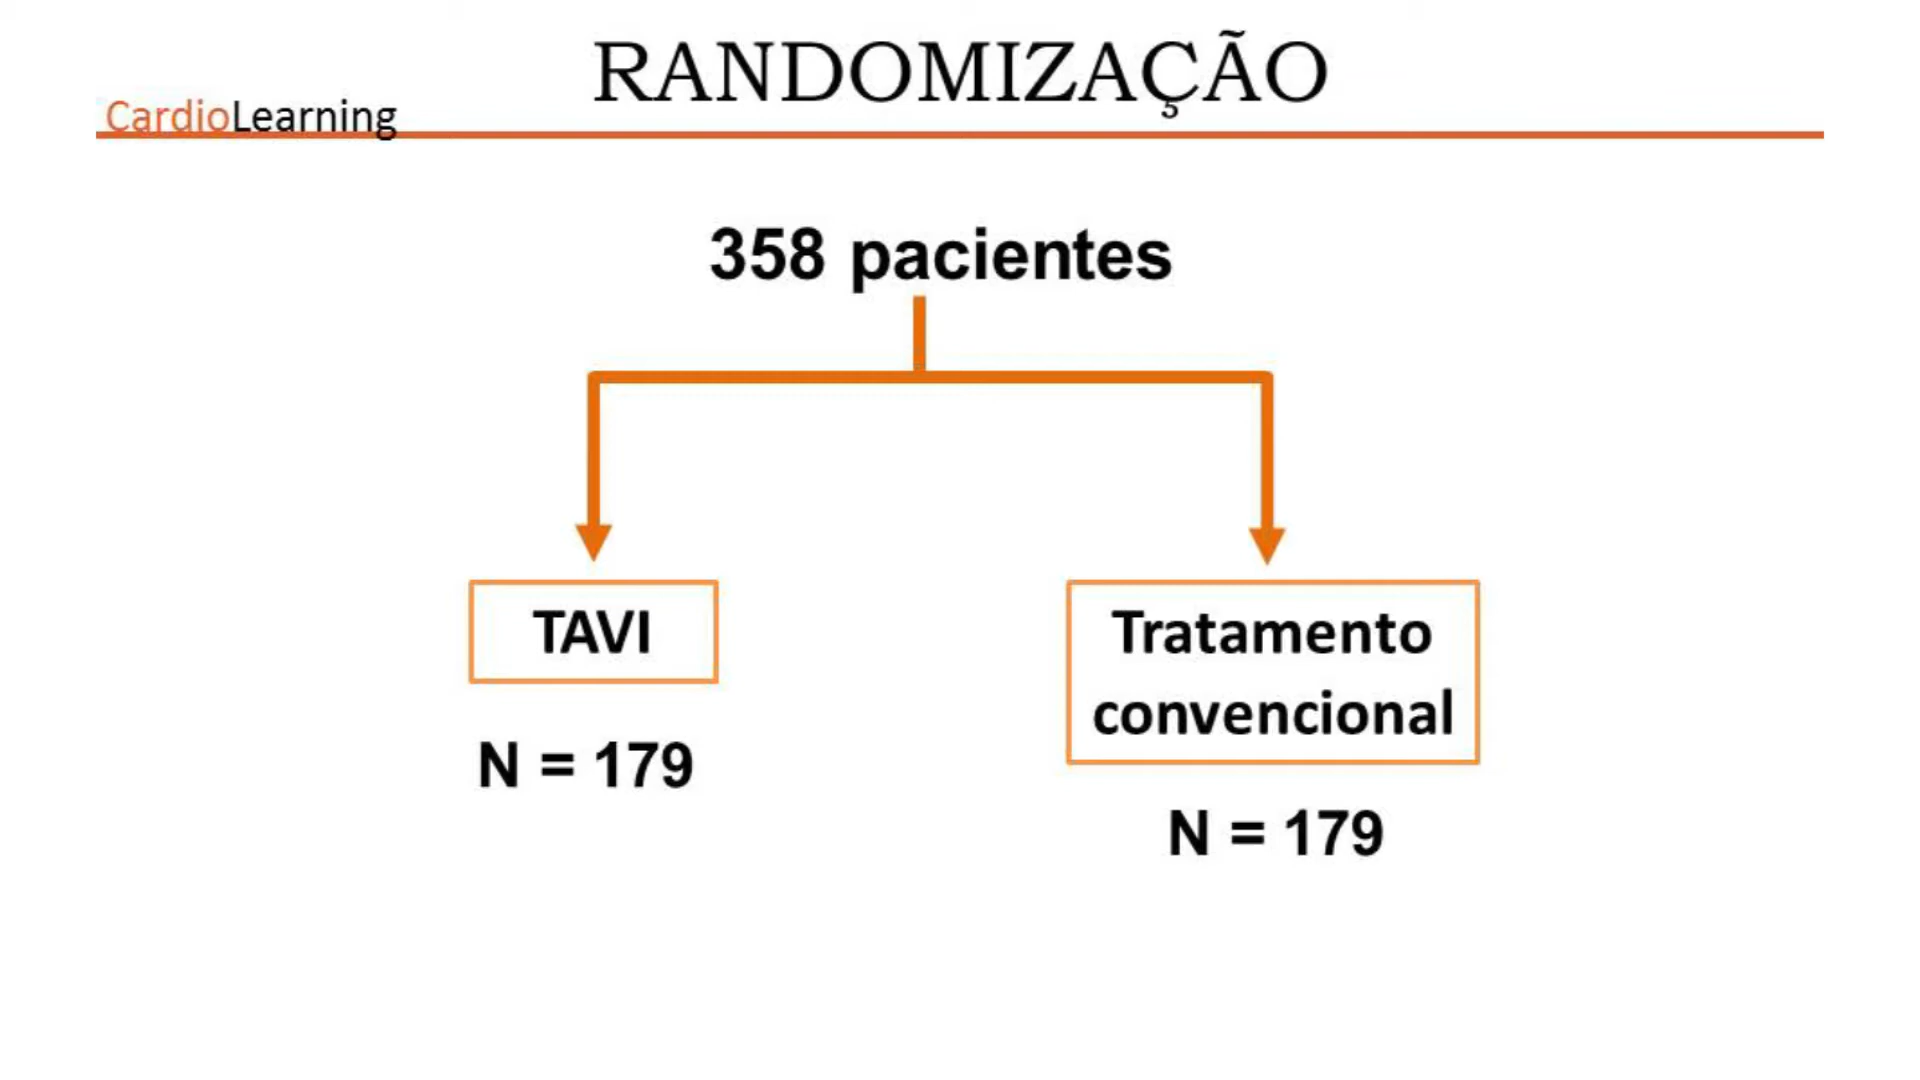 RANDOMIZAÇÃO
CardioLearning
358 pacientes
TAVI
N = 179
Tratamento
convencional
N = 179